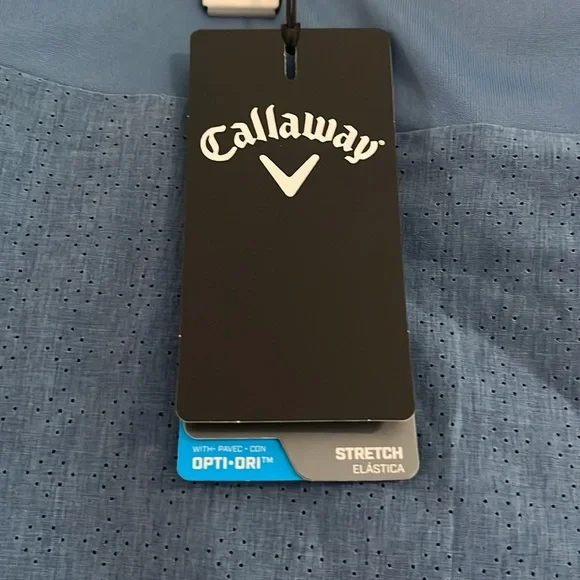 Callaway
WITH • PAVEC • CON
OPTI•DRI™
STRETCH
ELÁSTICA